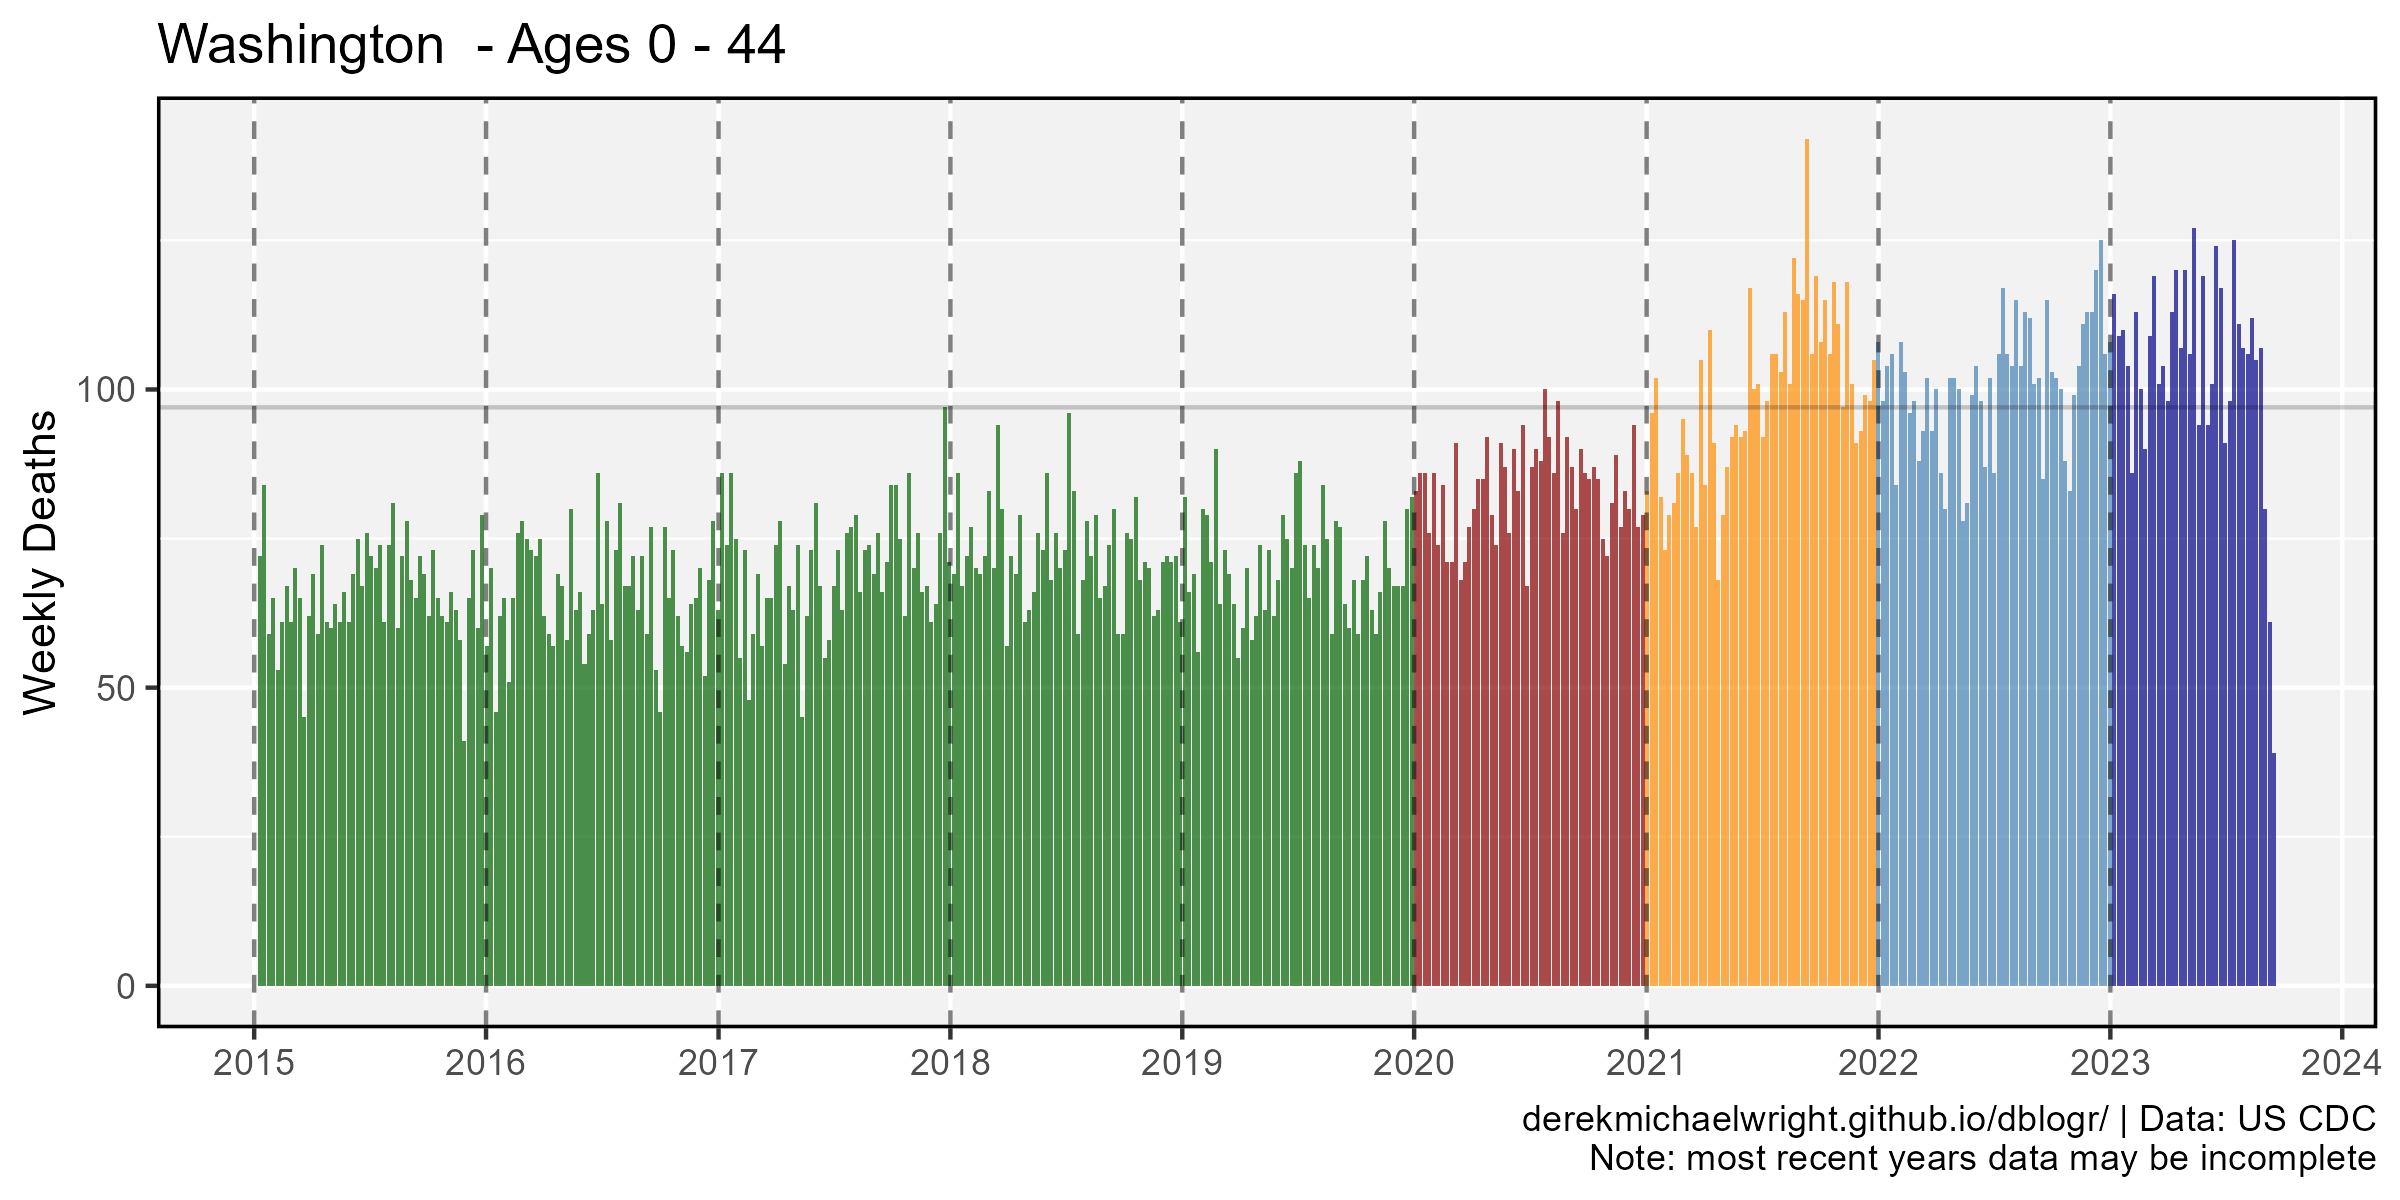 Washington  - Ages 0 - 44
Weekly Deaths
100
50
0
2015 2016 2017 2018 2019 2020 2021 2022 2023 2024
derekmichaelwright.github.io/dblogr/ | Data: US CDC
Note: most recent years data may be incomplete